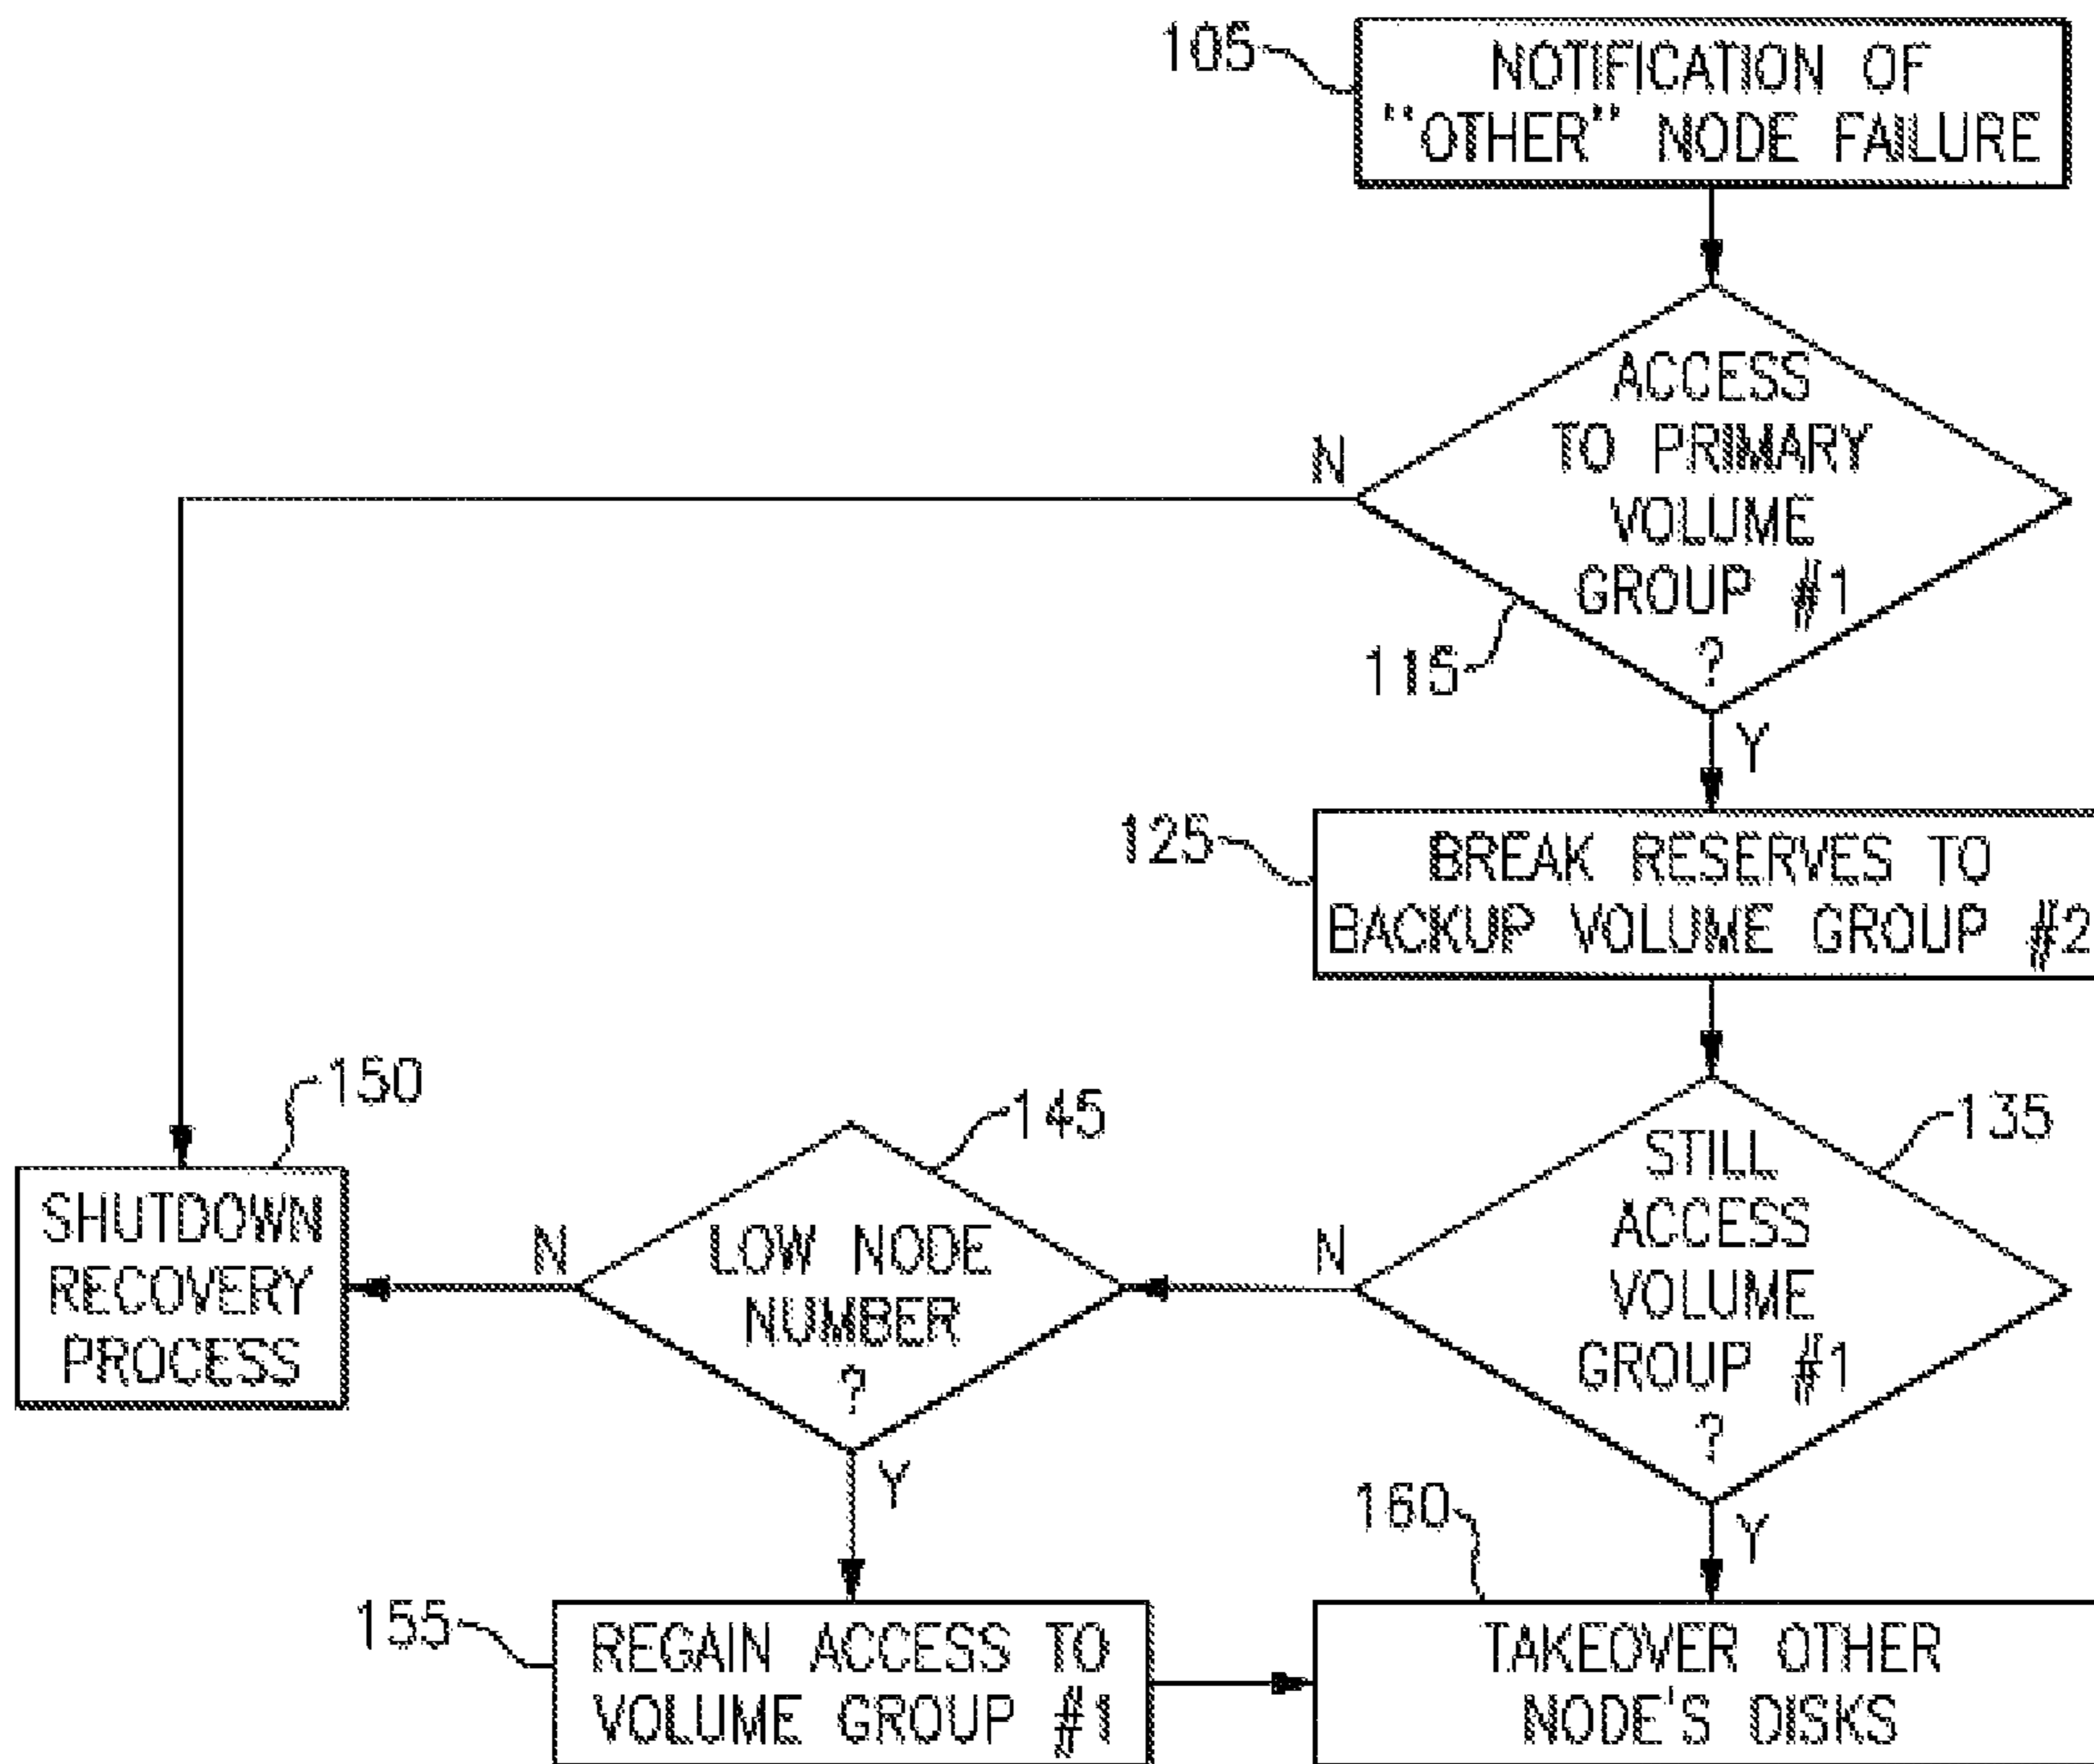 105
NOTIFICATION OF
"OTHER" NODE FAILURE
ACCESS
TO PRIMARY
VOLUME
GROUP #1
?
N
115
Y
125
BREAK RESERVES TO
BACKUP VOLUME GROUP #2
135
STILL
ACCESS
VOLUME
GROUP #1
?
N
Y
145
LOW NODE
NUMBER
?
N
Y
150
SHUTDOWN
RECOVERY
PROCESS
155
REGAIN ACCESS TO
VOLUME GROUP #1
160
TAKEOVER OTHER
NODE'S DISKS